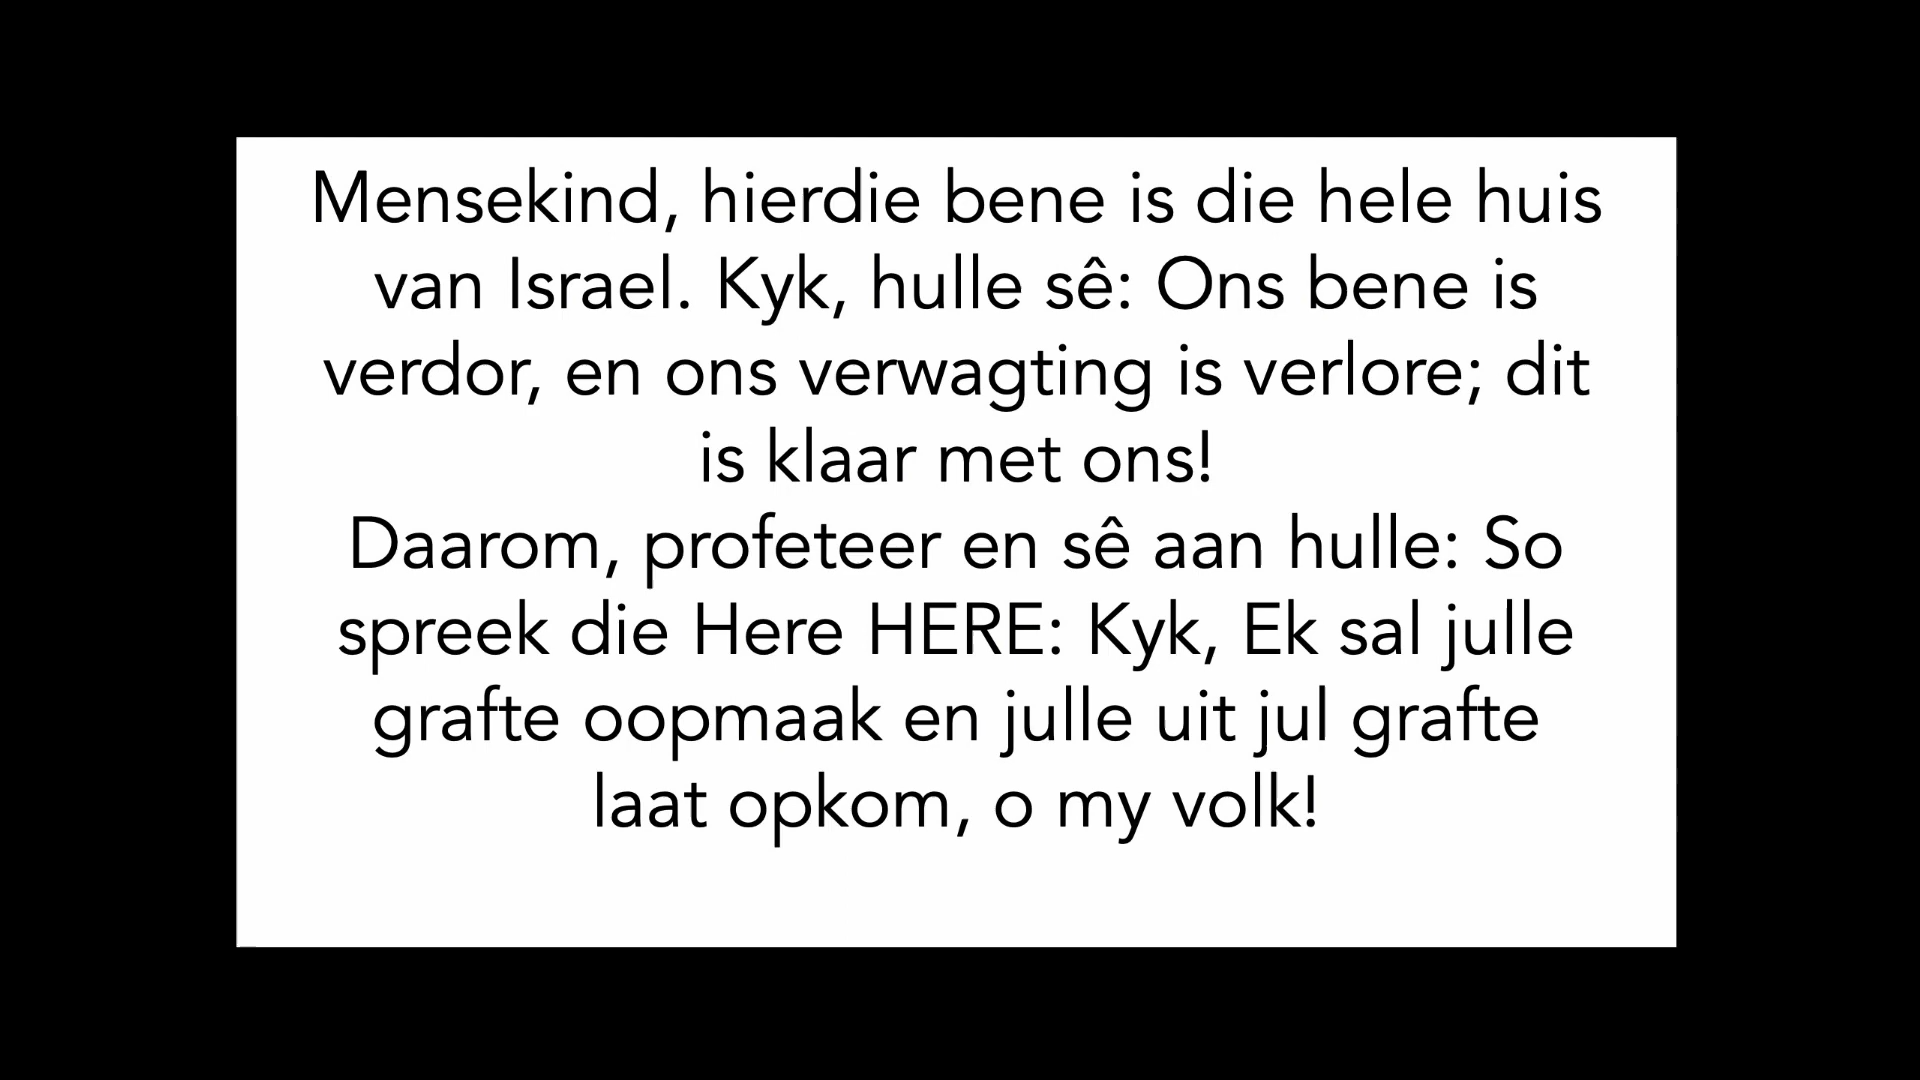 Mensekind, hierdie bene is die hele huis
van Israel. Kyk, hulle sê: Ons bene is
verdor, en ons verwagting is verlore; dit
is klaar met ons!
Daarom, profeteer en sê aan hulle: So
spreek die Here HERE: Kyk, Ek sal julle
grafte oopmaak en julle uit jul grafte
laat opkom, o my volk!